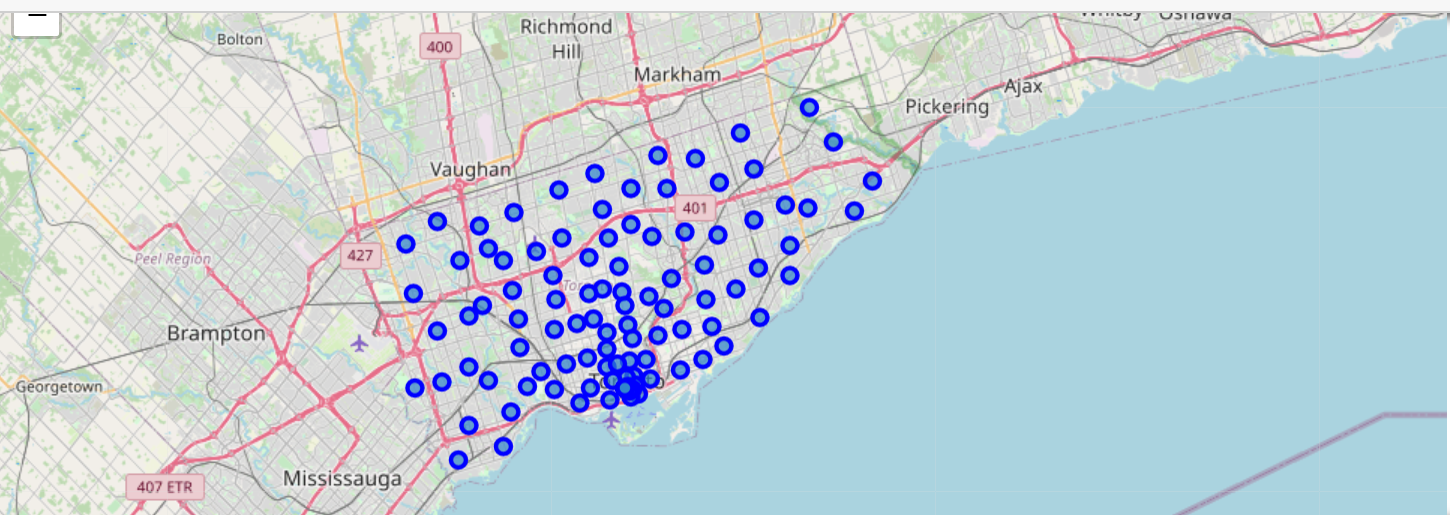 Whitby Oshawa
Richmond
Hill
Bolton
400
Markham
Ajax
Pickering
Vaughan
401
427
Peel Region
Brampton
Georgetown
Mississauga
407 ETR